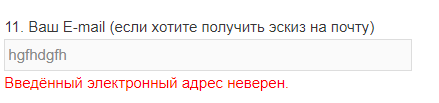 11. Ваш E-mail (если хотите получить эскиз на почту)
hgfhdgfh
Введённый электронный адрес неверен.